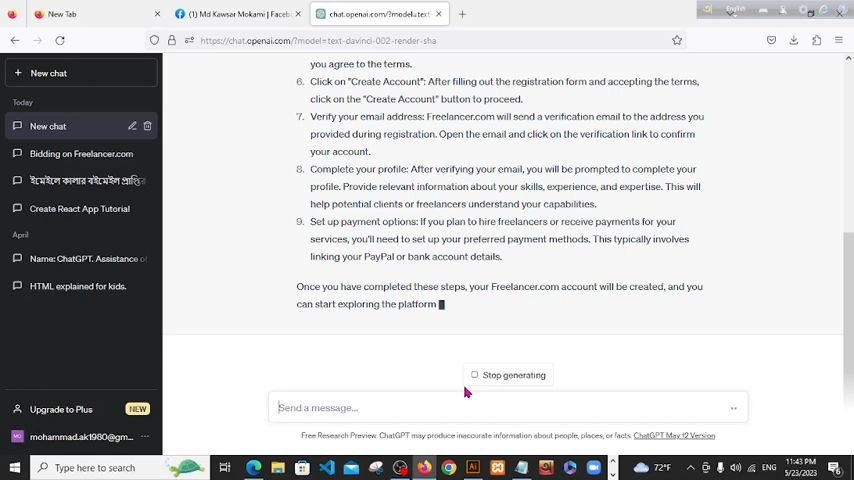 New Tab
(1) Md Kawsar Mokami | Faceb
chat.openai.com/?model=text-
English
https://chat.openai.com/?model=text-davinci-002-render-sha
New chat
Today
New chat
Bidding on Freelancer.com
ইমেইলে কালার বইমেইল প্রাপ্তির
Create React App Tutorial
April
Name: ChatGPT. Assistance of
HTML explained for kids.
Upgrade to Plus NEW
mohammad.ak1980@gm...
you agree to the terms.
6. Click on "Create Account": After filling out the registration form and accepting the terms,
click on the "Create Account" button to proceed.
7. Verify your email address: Freelancer.com will send a verification email to the address you
provided during registration. Open the email and click on the verification link to confirm
your account.
8. Complete your profile: After verifying your email, you will be prompted to complete your
profile. Provide relevant information about your skills, experience, and expertise. This will
help potential clients or freelancers understand your capabilities.
9. Set up payment options: If you plan to hire freelancers or receive payments for your
services, you'll need to set up your preferred payment methods. This typically involves
linking your PayPal or bank account details.
Once you have completed these steps, your Freelancer.com account will be created, and you
can start exploring the platform
Stop generating
Send a message...
Free Research Preview. ChatGPT may produce inaccurate information about people, places, or facts. ChatGPT May 12 Version
Type here to search
72°F
ENG
11:43 PM
5/23/2023
6